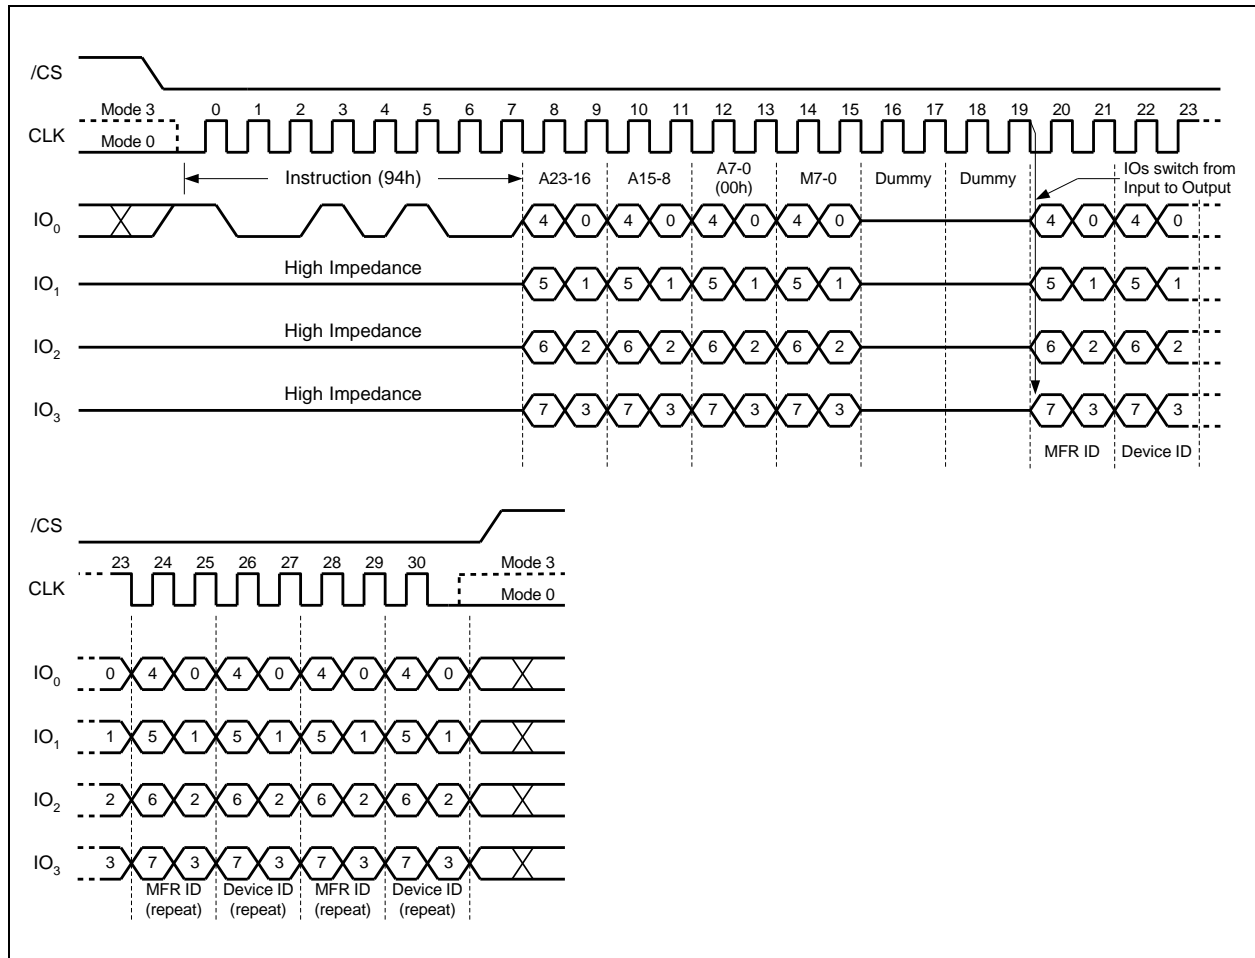 /CS
Mode 3
0 1 2 3 4 5 6 7 8 9 10 11 12 13 14 15 16 17 18 19 20 21 22 23
CLK
Mode 0
Instruction (94h)
A23-16
A15-8
A7-0
(00h)
M7-0
Dummy
Dummy
IOs switch from
Input to Output
IO0
4 0 4 0 4 0 4 0 4 0 4 0
High Impedance
IO1
5 1 5 1 5 1 5 1 5 1 5 1
High Impedance
IO2
6 2 6 2 6 2 6 2 6 2 6 2
High Impedance
IO3
7 3 7 3 7 3 7 3 7 3 7 3
MFR ID
Device ID
/CS
23 24 25 26 27 28 29 30
Mode 3
CLK
Mode 0
IO0
0 4 0 4 0 4 0 4 0
IO1
1 5 1 5 1 5 1 5 1
IO2
2 6 2 6 2 6 2 6 2
IO3
3 7 3 7 3 7 3 7 3
MFR ID
(repeat)
Device ID
(repeat)
MFR ID
(repeat)
Device ID
(repeat)